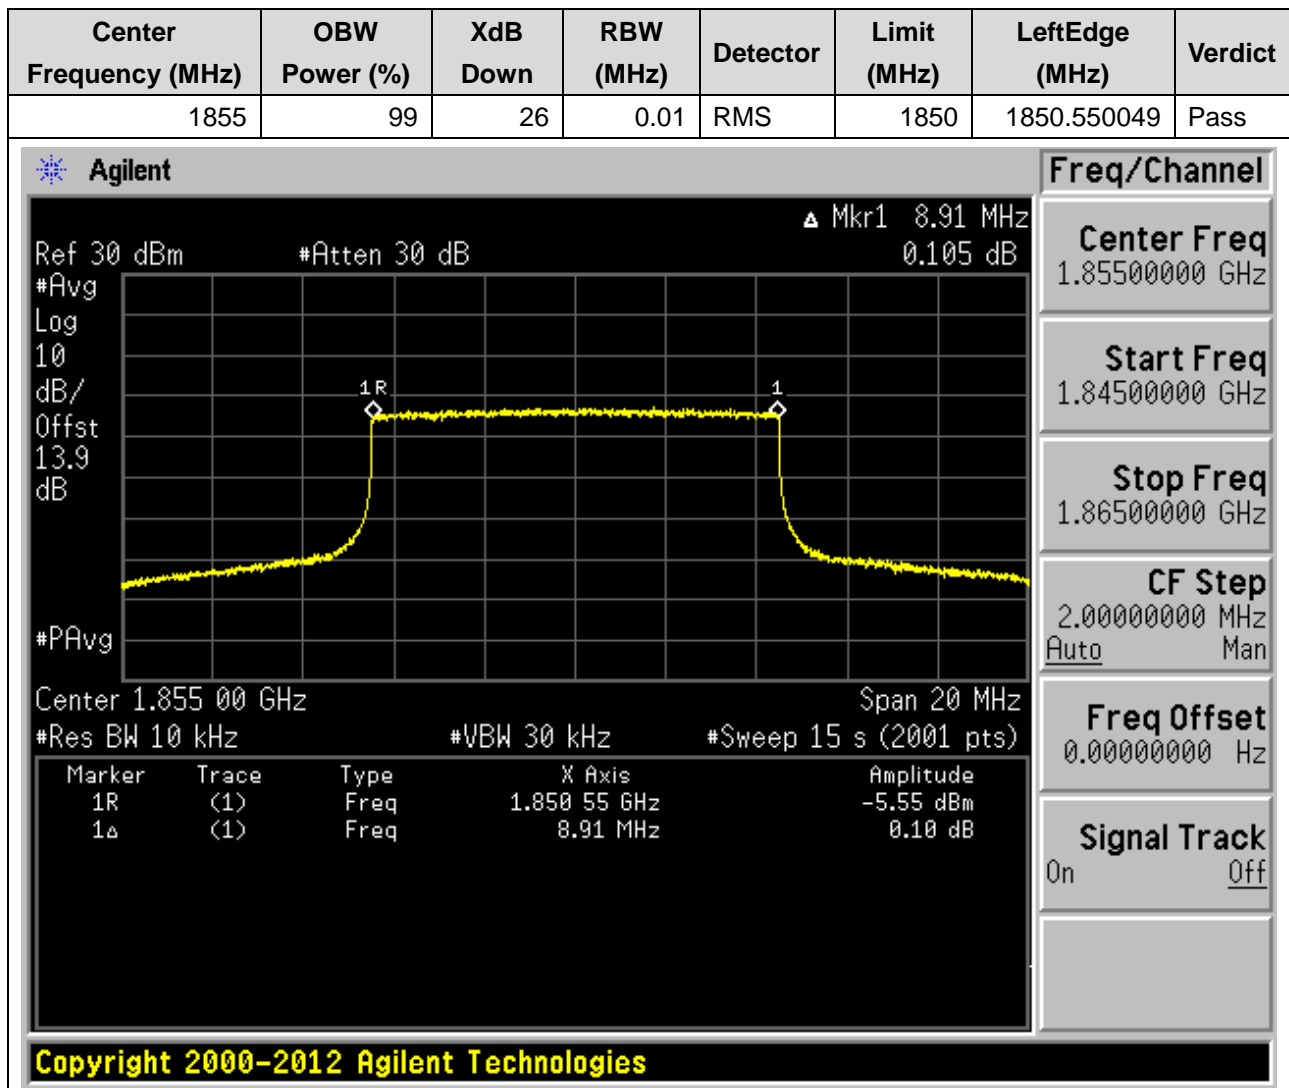 Center Frequency (MHz) OBW Power (%) XdB Down RBW (MHz) Detector Limit (MHz) LeftEdge (MHz) Verdict
1855 99 26 0.01 RMS 1850 1850.550049 Pass
Agilent
Freq/Channel
Δ Mkr1 8.91 MHz
Ref 30 dBm #Atten 30 dB 0.105 dB
#Avg
Log
10
dB/
Offst
13.9
dB
1R 1
#PAvg
Center 1.855 00 GHz Span 20 MHz
#Res BW 10 kHz #VBW 30 kHz #Sweep 15 s (2001 pts)
Marker Trace Type X Axis Amplitude
1R (1) Freq 1.850 55 GHz -5.55 dBm
1Δ (1) Freq 8.91 MHz 0.10 dB
Center Freq
1.85500000 GHz
Start Freq
1.84500000 GHz
Stop Freq
1.86500000 GHz
CF Step
2.00000000 MHz
Auto Man
Freq Offset
0.00000000 Hz
Signal Track
On Off
Copyright 2000-2012 Agilent Technologies